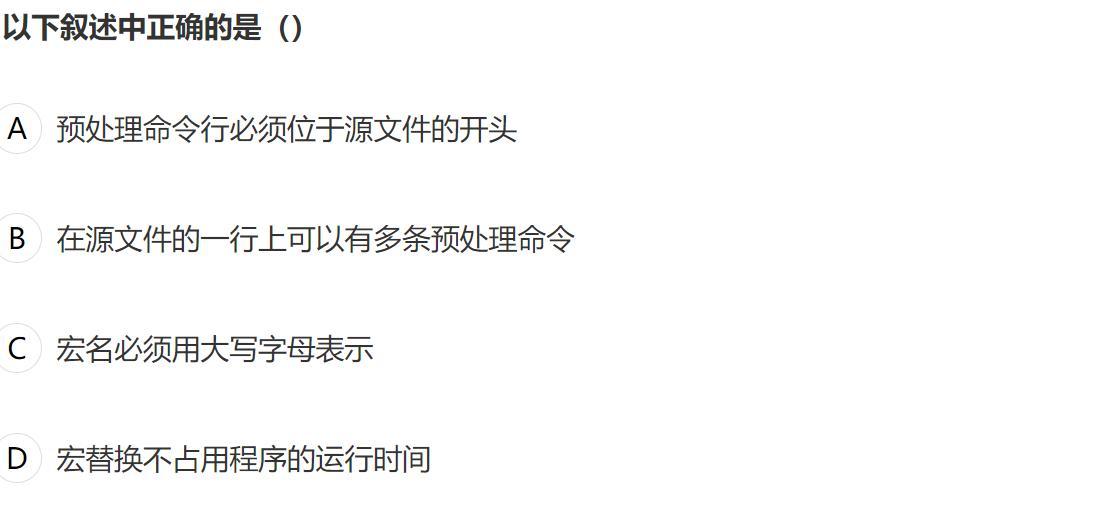 以下叙述中正确的是（）
A 预处理命令行必须位于源文件的开头
B 在源文件的一行上可以有多条预处理命令
C 宏名必须用大写字母表示
D 宏替换不占用程序的运行时间